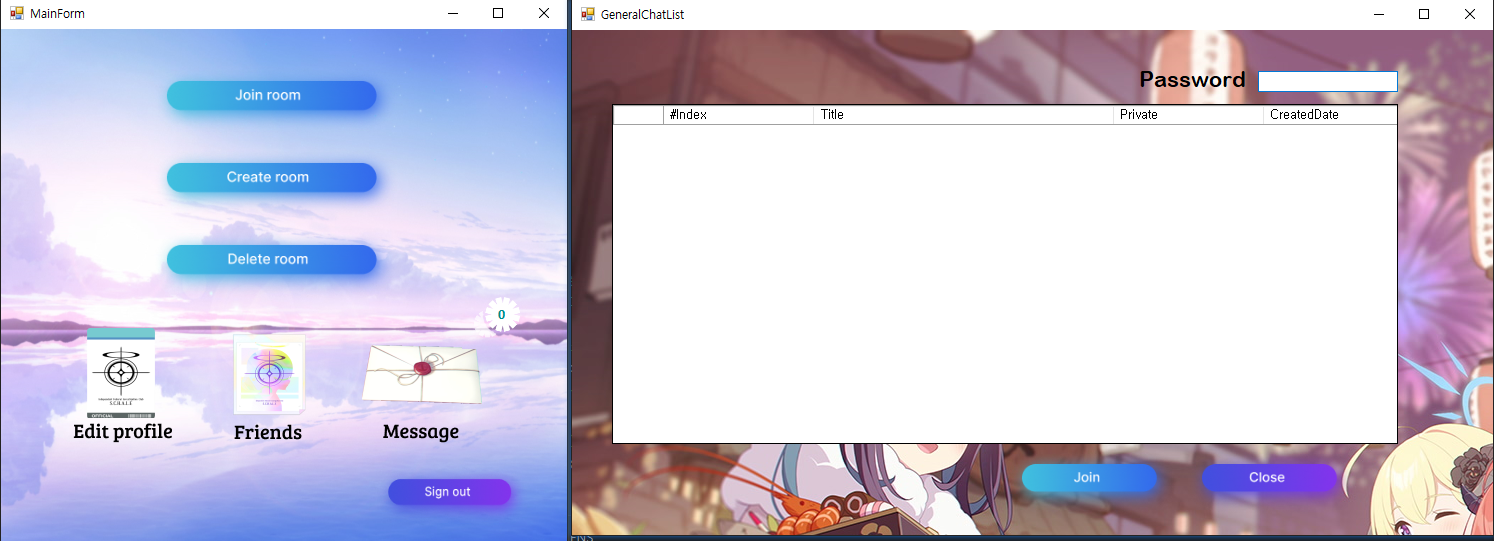 MainForm
Join room
Create room
Delete room
0
S.C.H.A.L.E
OFFICIAL
Edit profile
Friends
Message
Sign out
GeneralChatList
Password
#Index Title Private CreatedDate
Join Close